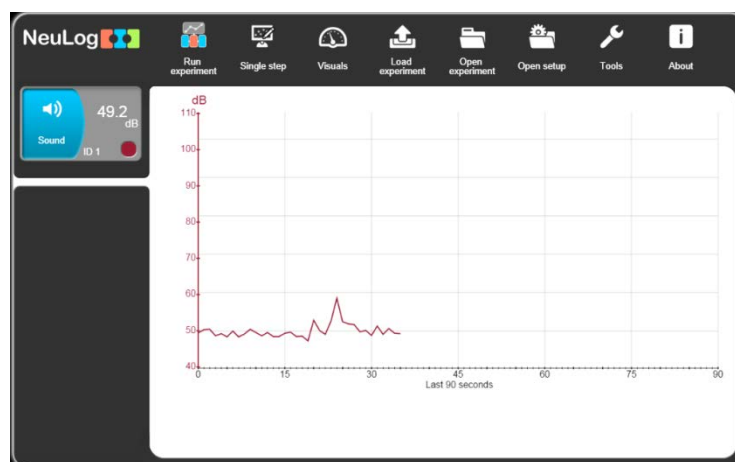 NeuLog
Run experiment
Single step
Visuals
Load experiment
Open experiment
Open setup
Tools
About
49.2
dB
Sound
ID 1
dB
110
100
90
80
70
60
50
40
0 15 30 45 60 75 90
Last 90 seconds